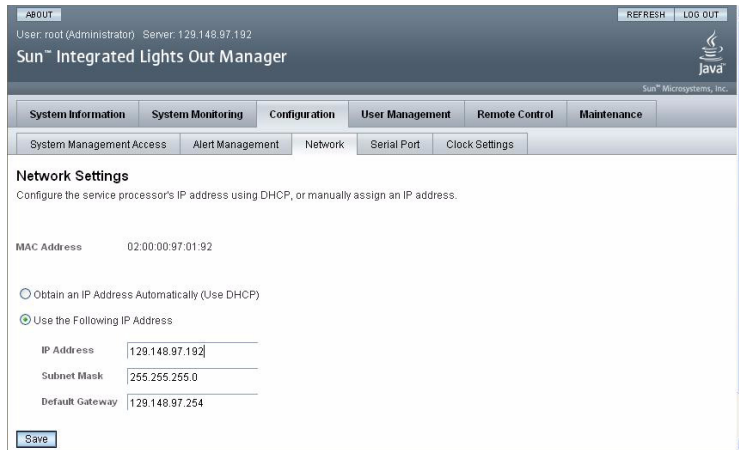 ABOUT
REFRESH LOG OUT
User: root (Administrator) Server: 129.148.97.192
Sun™ Integrated Lights Out Manager
Java™
Sun™ Microsystems, Inc.
System Information System Monitoring Configuration User Management Remote Control Maintenance
System Management Access Alert Management Network Serial Port Clock Settings
Network Settings
Configure the service processor's IP address using DHCP, or manually assign an IP address.
MAC Address 02:00:00:97:01:92
Obtain an IP Address Automatically (Use DHCP)
Use the Following IP Address
IP Address 129.148.97.192
Subnet Mask 255.255.255.0
Default Gateway 129.148.97.254
Save